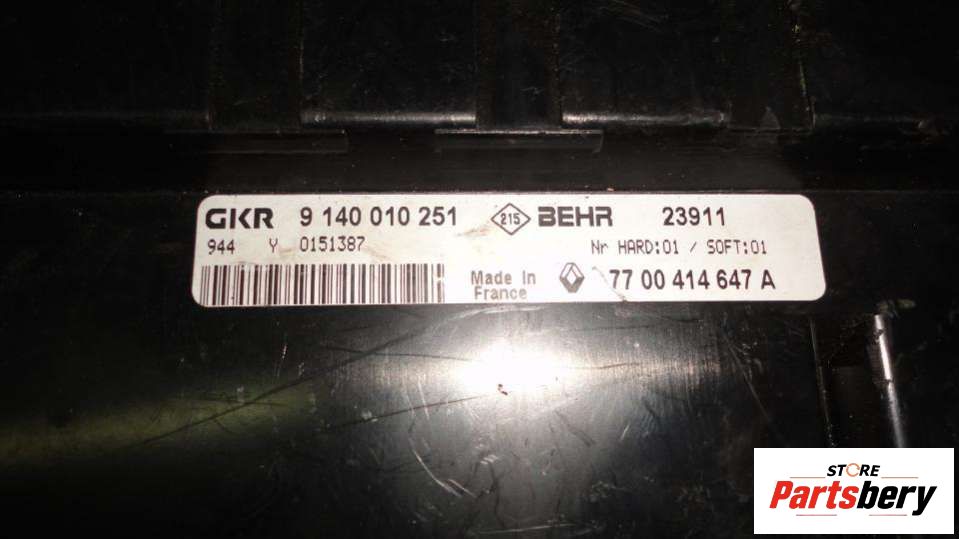 GKR 9 140 010 251 215 BEHR 23911
944 Y 0151387 Nr HARD:01 / SOFT:01
Made In France 77 00 414 647 A
STORE
Partsbery